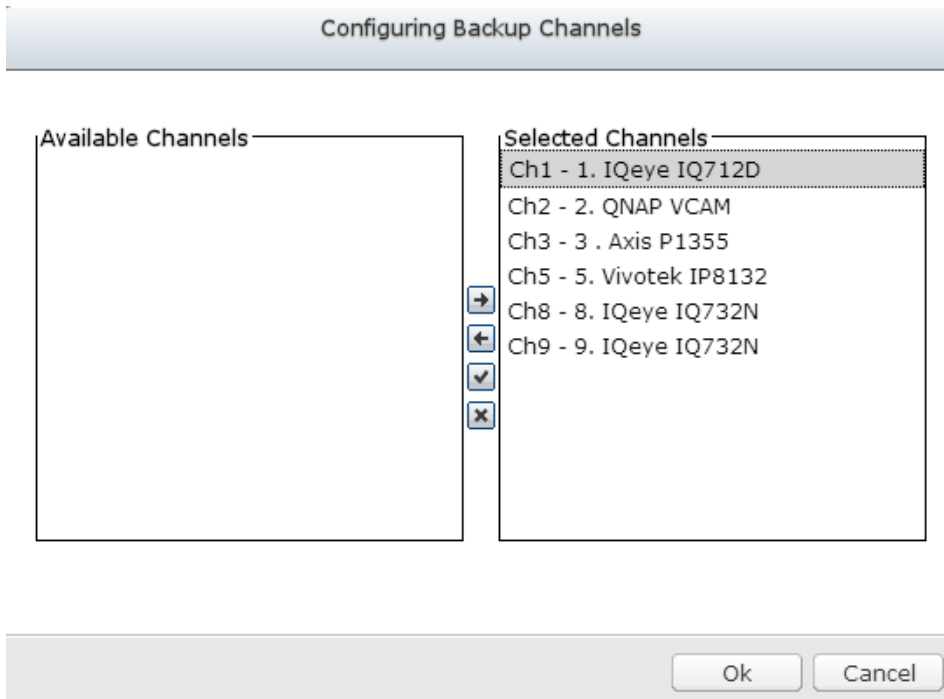 Configuring Backup Channels
Available Channels
Selected Channels
Ch1 - 1. IQeye IQ712D
Ch2 - 2. QNAP VCAM
Ch3 - 3 . Axis P1355
Ch5 - 5. Vivotek IP8132
Ch8 - 8. IQeye IQ732N
Ch9 - 9. IQeye IQ732N
Ok
Cancel